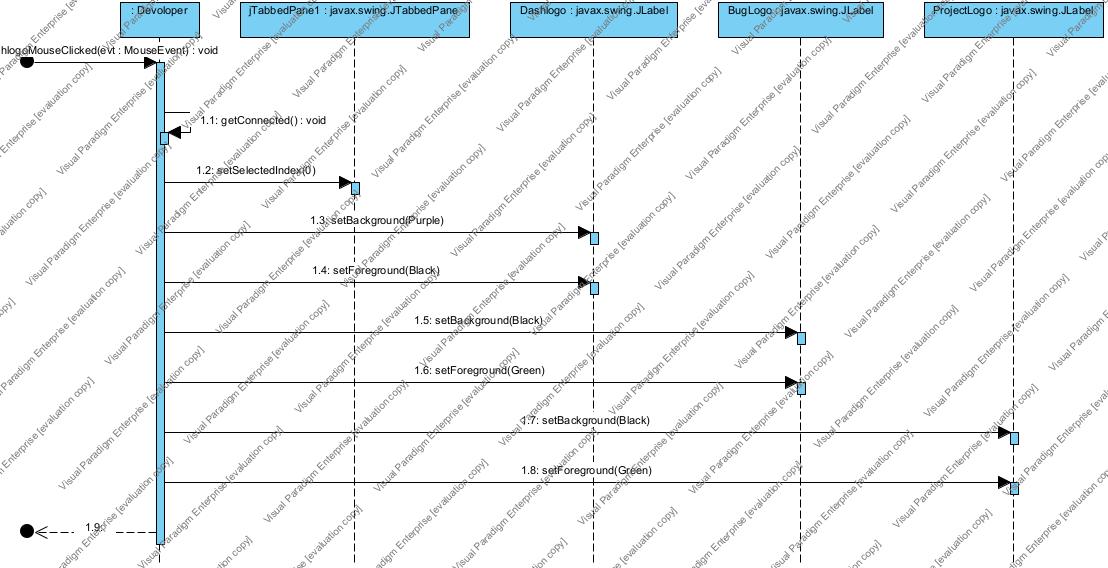 : Devoloper
jTabbedPane1 : javax.swing.JTabbedPane
Dashlogo : javax.swing.JLabel
BugLogo : javax.swing.JLabel
ProjectLogo : javax.swing.JLabel
hlogoMouseClicked(evt : MouseEvent) : void
1.1: getConnected() : void
1.2: setSelectedIndex(0)
1.3: setBackground(Purple)
1.4: setForeground(Black)
1.5: setBackground(Black)
1.6: setForeground(Green)
1.7: setBackground(Black)
1.8: setForeground(Green)
1.9:
Visual Paradigm Enterprise [evaluation copy]